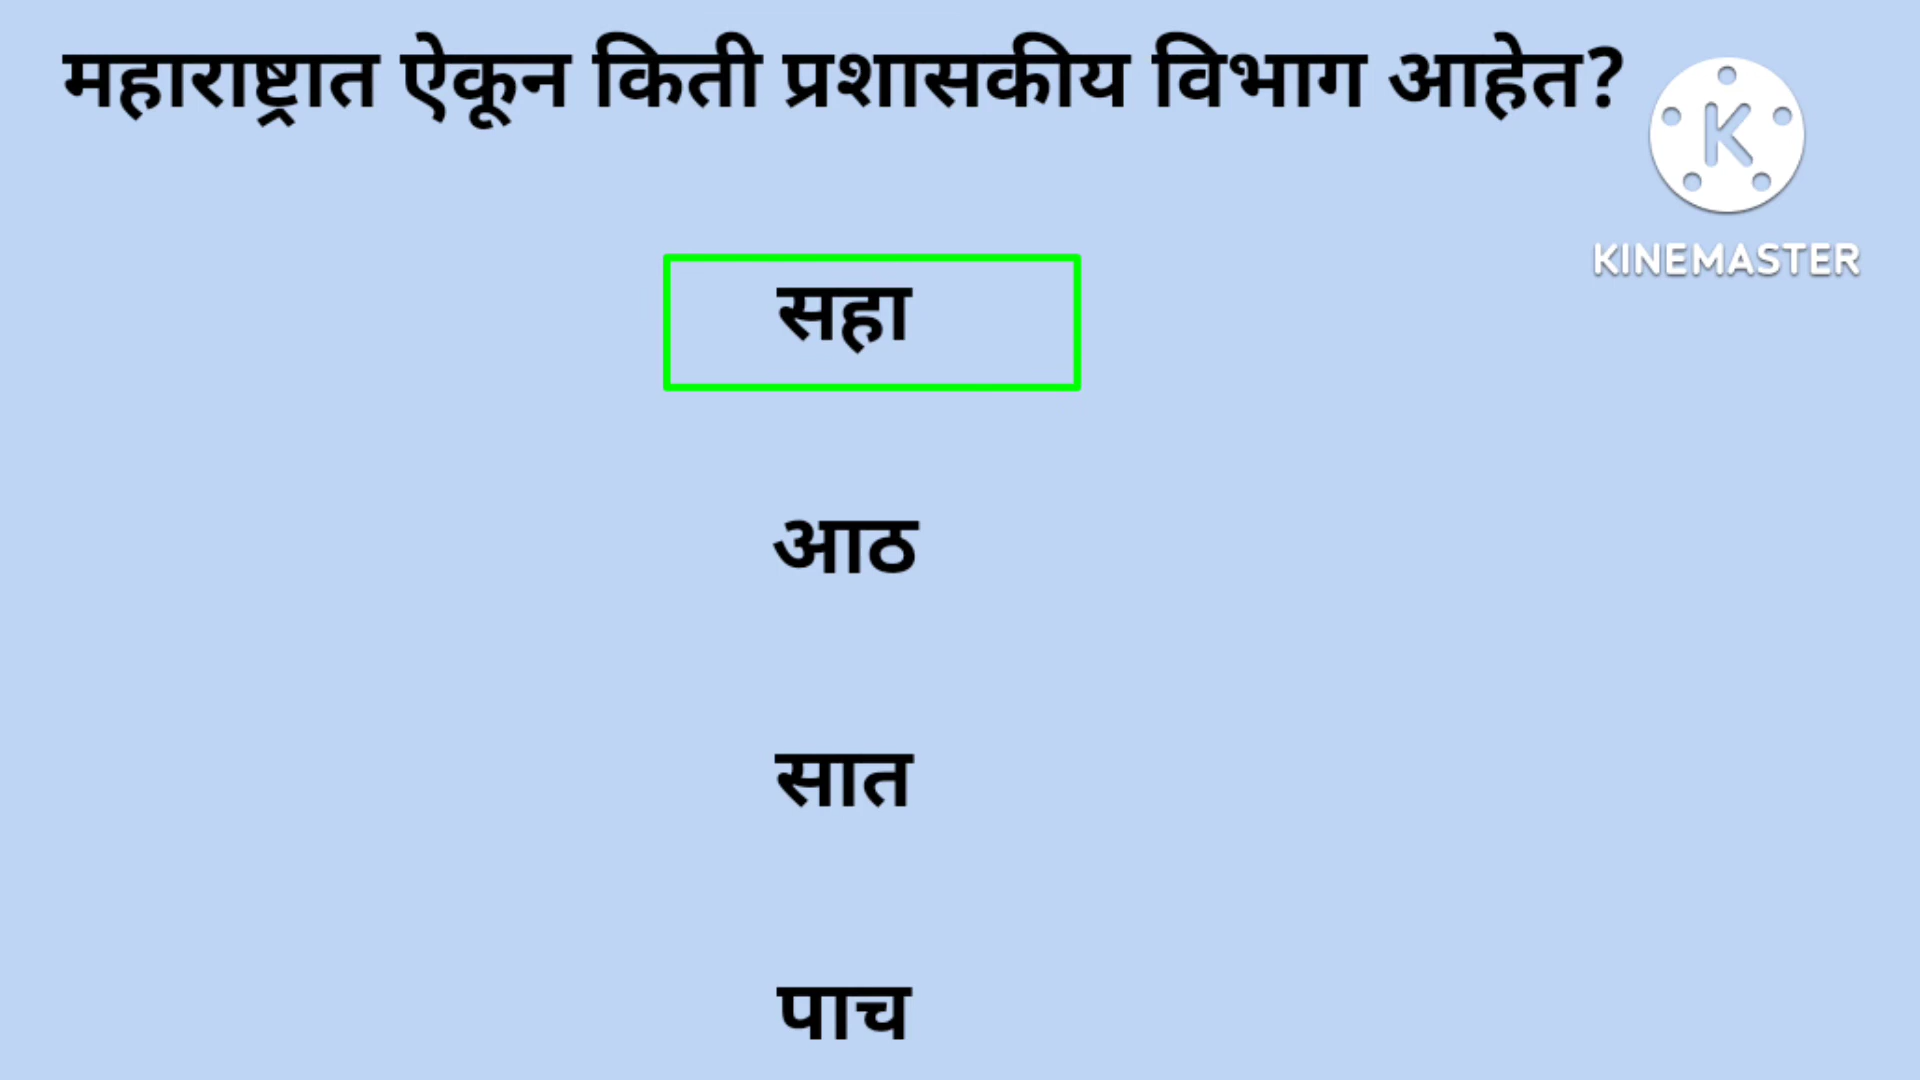 महाराष्ट्रात ऐकून किती प्रशासकीय विभाग आहेत?
K
KINEMASTER
सहा
आठ
सात
पाच